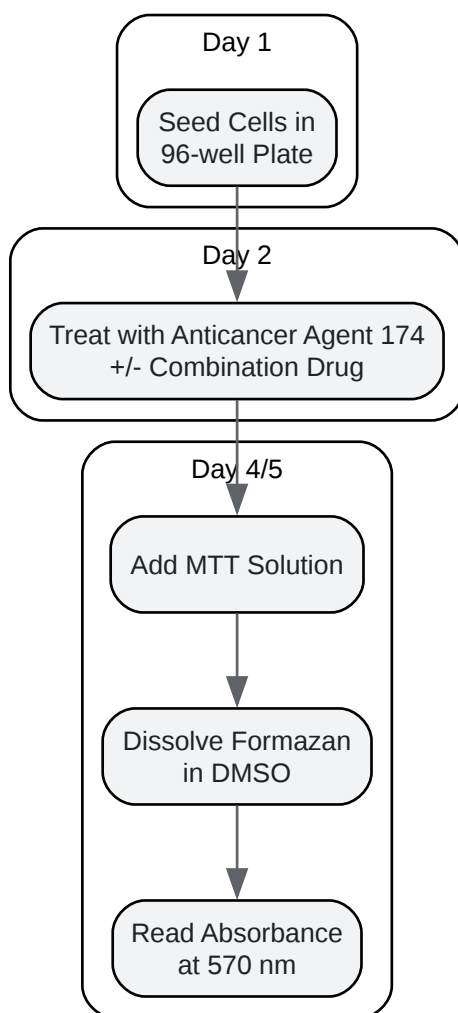 Day 1
Seed Cells in
96-well Plate
Day 2
Treat with Anticancer Agent 174
+/- Combination Drug
Day 4/5
Add MTT Solution
Dissolve Formazan
in DMSO
Read Absorbance
at 570 nm